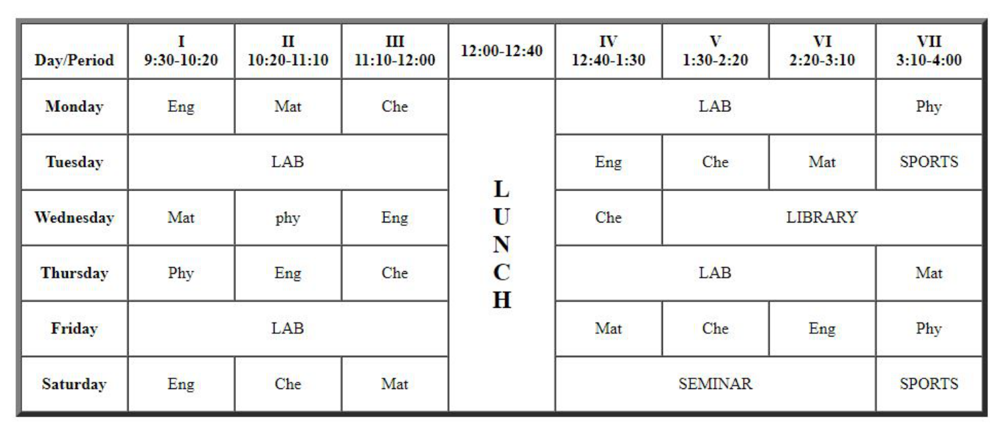 Day/Period I 9:30-10:20 II 10:20-11:10 III 11:10-12:00 12:00-12:40 IV 12:40-1:30 V 1:30-2:20 VI 2:20-3:10 VII 3:10-4:00
Monday Eng Mat Che LAB Phy
Tuesday LAB Eng Che Mat SPORTS
Wednesday Mat phy Eng Che LIBRARY
Thursday Phy Eng Che LAB Mat
Friday LAB Mat Che Eng Phy
Saturday Eng Che Mat SEMINAR SPORTS
L
U
N
C
H